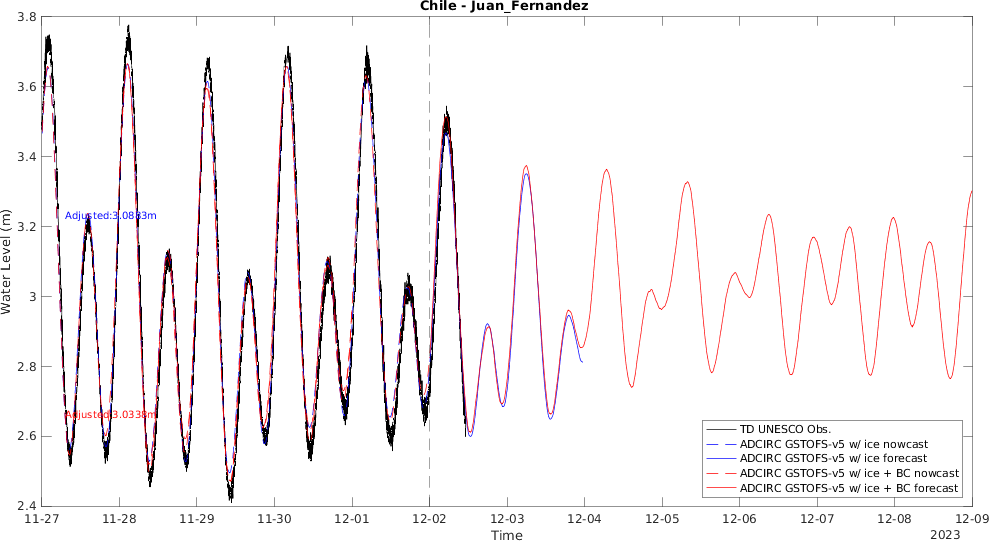 Chile - Juan_Fernandez
Water Level (m)
3.8
3.6
3.4
3.2
3
2.8
2.6
2.4
Adjusted:3.0883m
Adjusted:3.0338m
TD UNESCO Obs.
ADCIRC GSTOFS-v5 w/ ice nowcast
ADCIRC GSTOFS-v5 w/ ice forecast
ADCIRC GSTOFS-v5 w/ ice + BC nowcast
ADCIRC GSTOFS-v5 w/ ice + BC forecast
11-27 11-28 11-29 11-30 12-01 12-02 12-03 12-04 12-05 12-06 12-07 12-08 12-09
Time
2023